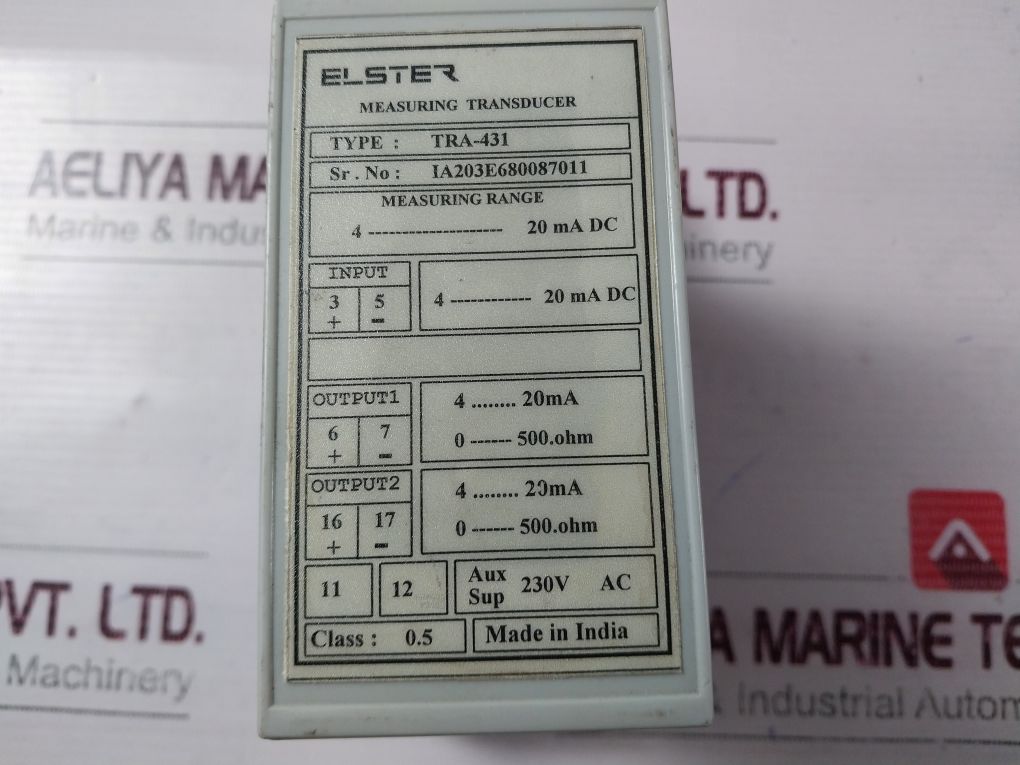 ELSTER
MEASURING TRANSDUCER
TYPE : TRA-431
Sr . No : IA203E680087011
MEASURING RANGE
4 -------------------- 20 mA DC
INPUT
3 5
+ -
4 ------------ 20 mA DC
OUTPUT1
6 7
+ -
4 ........ 20mA
0 ------ 500.ohm
OUTPUT2
16 17
+ -
4 ........ 20mA
0 ------ 500.ohm
11 12
Aux Sup 230V AC
Class : 0.5
Made in India
AELIYA MA
LTD.
Marine & Indus
inery
PVT. LTD.
Machinery
A MARINE TE
& Industrial Autom